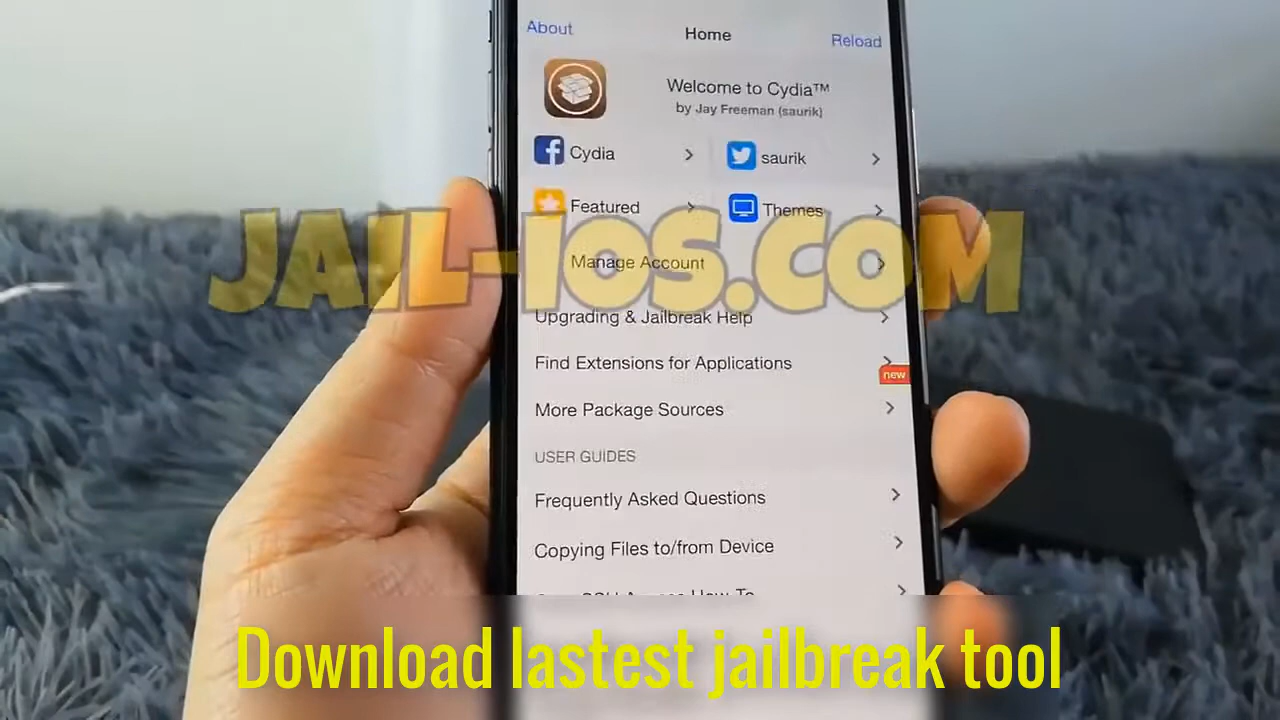 About Home Reload
Welcome to Cydia™
by Jay Freeman (saurik)
Cydia
saurik
Featured
Themes
JAIL-IOS.COM
Manage Account
Upgrading & Jailbreak Help
Find Extensions for Applications
new
More Package Sources
USER GUIDES
Frequently Asked Questions
Copying Files to/from Device
How-To
Download lastest jailbreak tool